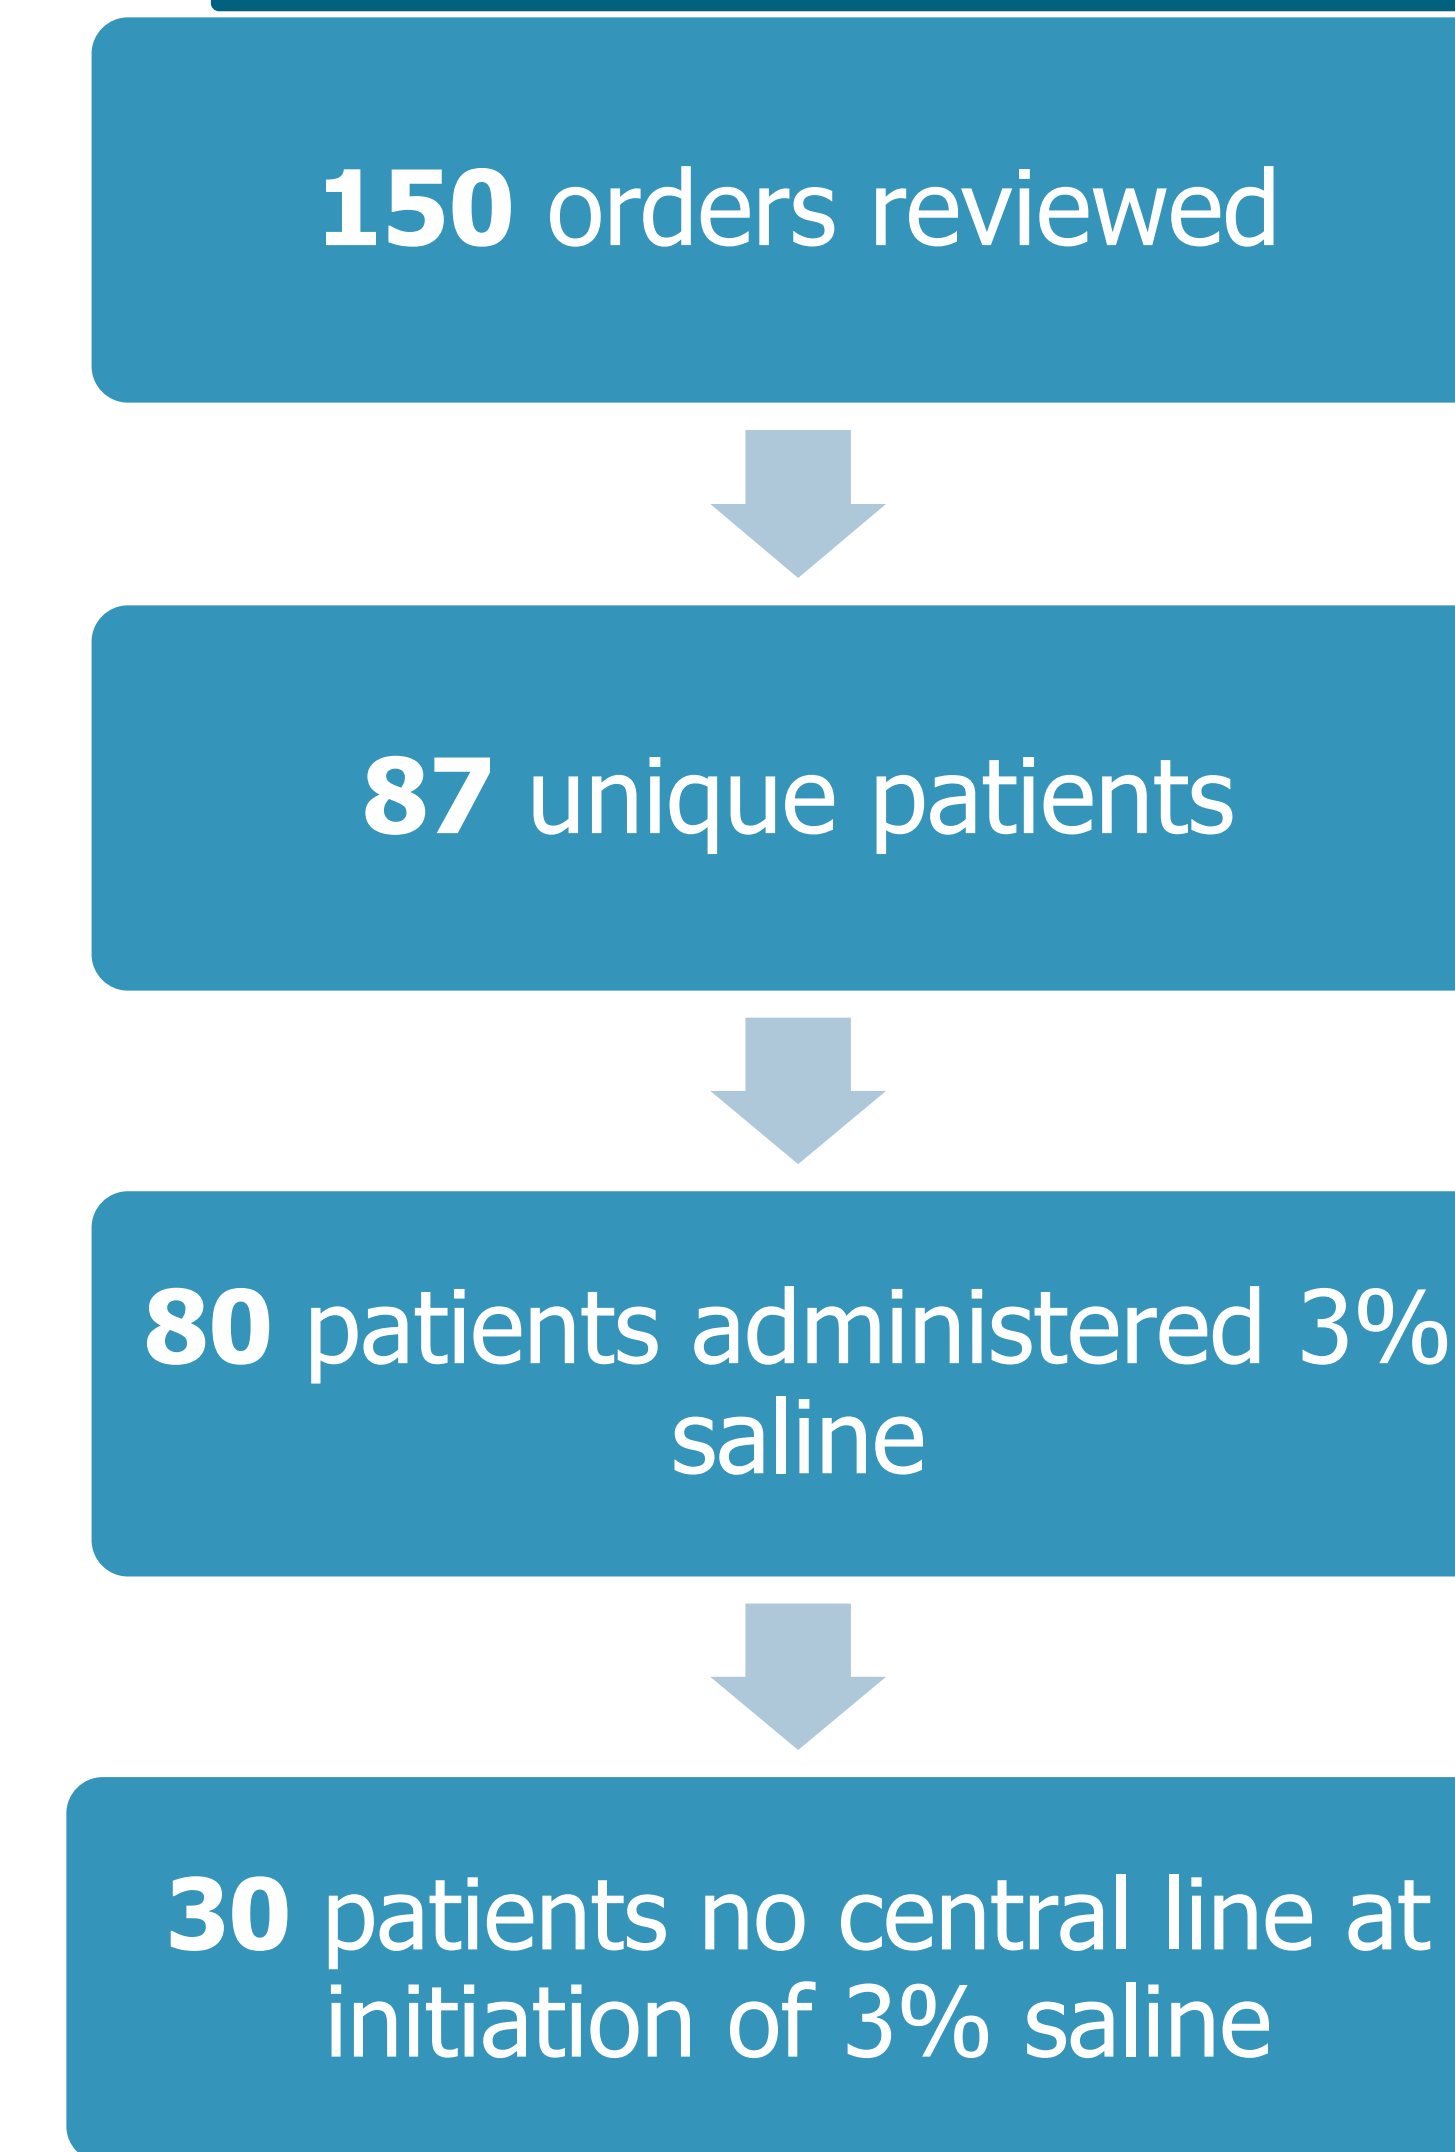 150 orders reviewed
87 unique patients
80 patients administered 3%
saline
30 patients no central line at
initiation of 3% saline